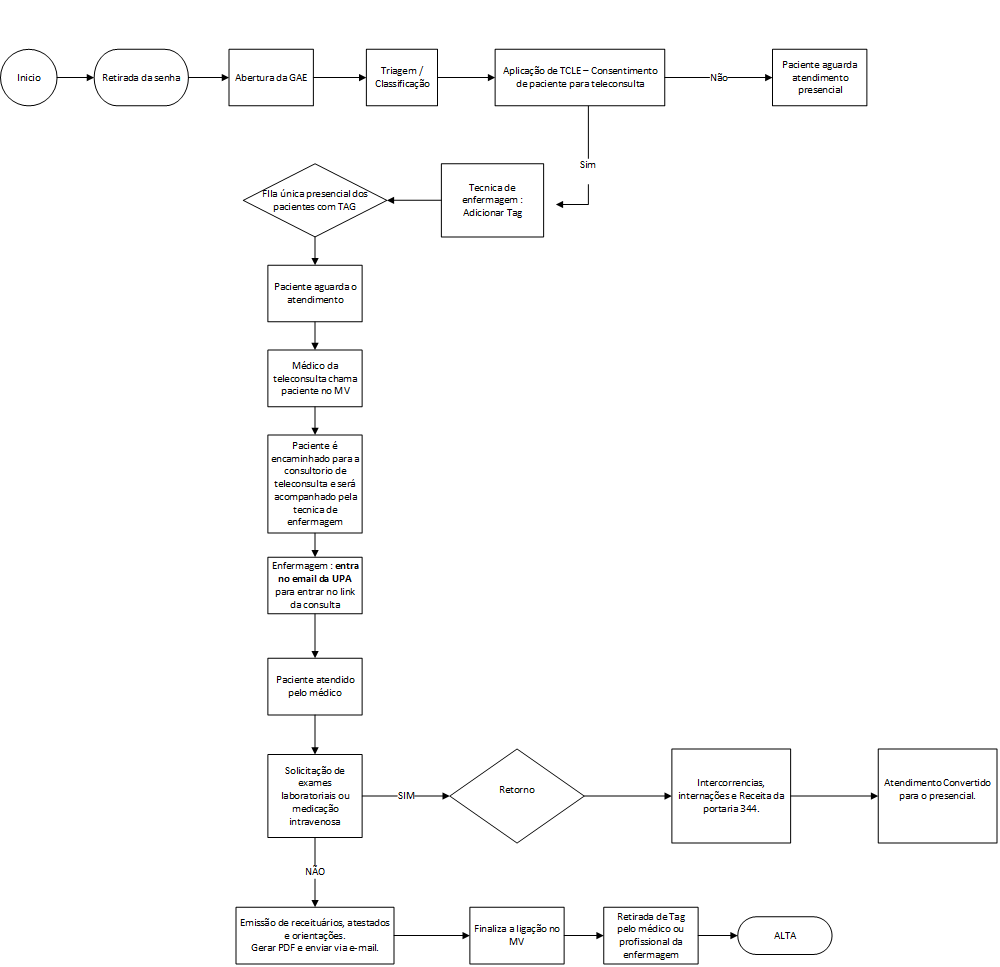 Inicio
Retirada da senha
Abertura da GAE
Triagem /
Classificação
Aplicação de TCLE – Consentimento
de paciente para teleconsulta
Não
Paciente aguarda
atendimento
presencial
Sim
Tecnica de
enfermagem :
Adicionar Tag
FIla única presencial dos
pacientes com TAG
Paciente aguarda o
atendimento
Médico da
teleconsulta chama
paciente no MV
Paciente é
encaminhado para a
consultorio de
teleconsulta e será
acompanhado pela
tecnica de
enfermagem
Enfermagem : entra
no email da UPA
para entrar no link
da consulta
Paciente atendido
pelo médico
Solicitação de
exames
laboratoriais ou
medicação
intravenosa
SIM
Retorno
Intercorrencias,
internações e Receita da
portaria 344.
Atendimento Convertido
para o presencial.
NÃO
Emissão de receituários, atestados
e orientações.
Gerar PDF e enviar via e-mail.
Finaliza a ligação no
MV
Retirada de Tag
pelo médico ou
profissional da
enfermagem
ALTA